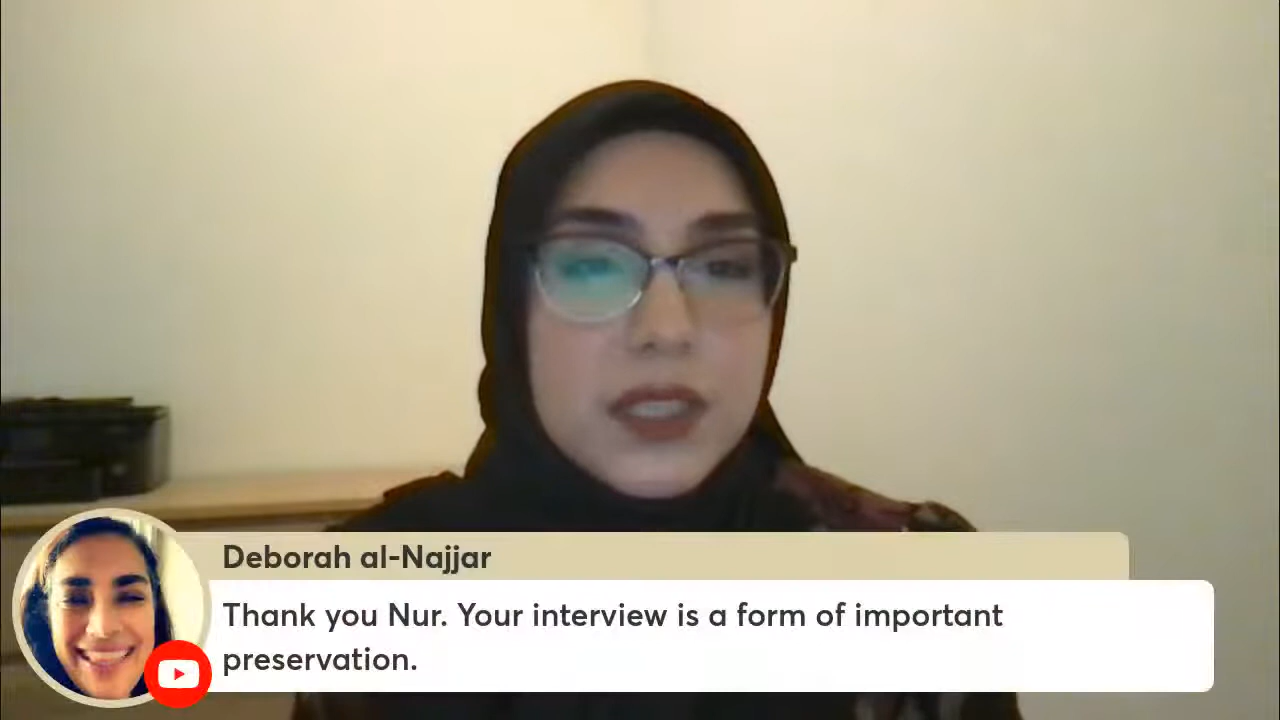 Deborah al-Najjar
Thank you Nur. Your interview is a form of important
preservation.